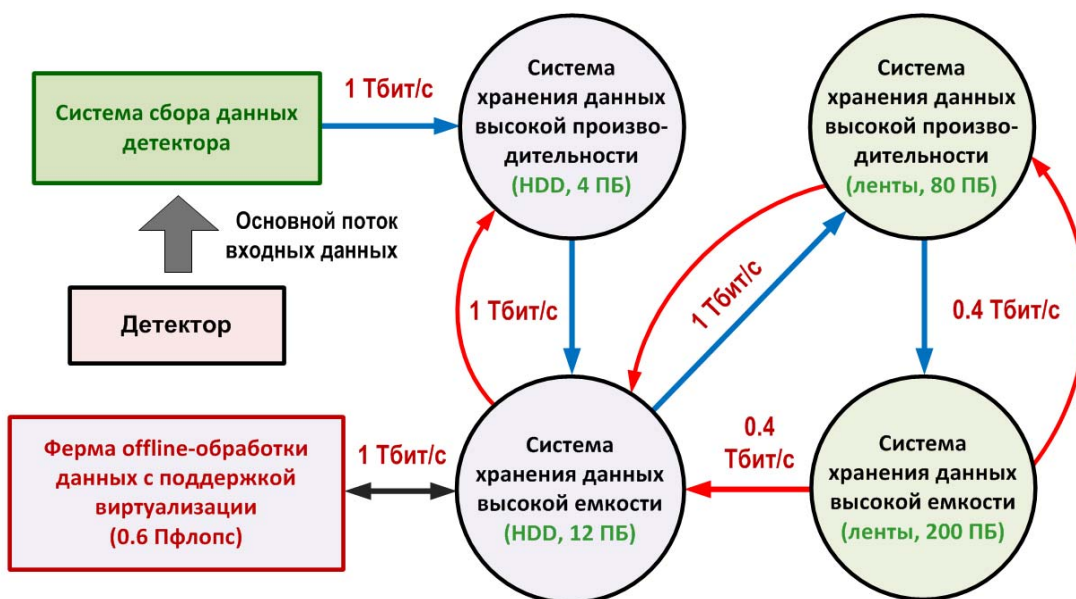 Система сбора данных
детектора
1 Тбит/с
Система
хранения данных
высокой произво-
дительности
(HDD, 4 ПБ)
Система
хранения данных
высокой произво-
дительности
(ленты, 80 ПБ)
Основной поток
входных данных
Детектор
1 Тбит/с
1 Тбит/с
0.4 Тбит/с
Ферма offline-обработки
данных с поддержкой
виртуализации
(0.6 Пфлопс)
1 Тбит/с
Система
хранения данных
высокой емкости
(HDD, 12 ПБ)
0.4
Тбит/с
Система
хранения данных
высокой емкости
(ленты, 200 ПБ)